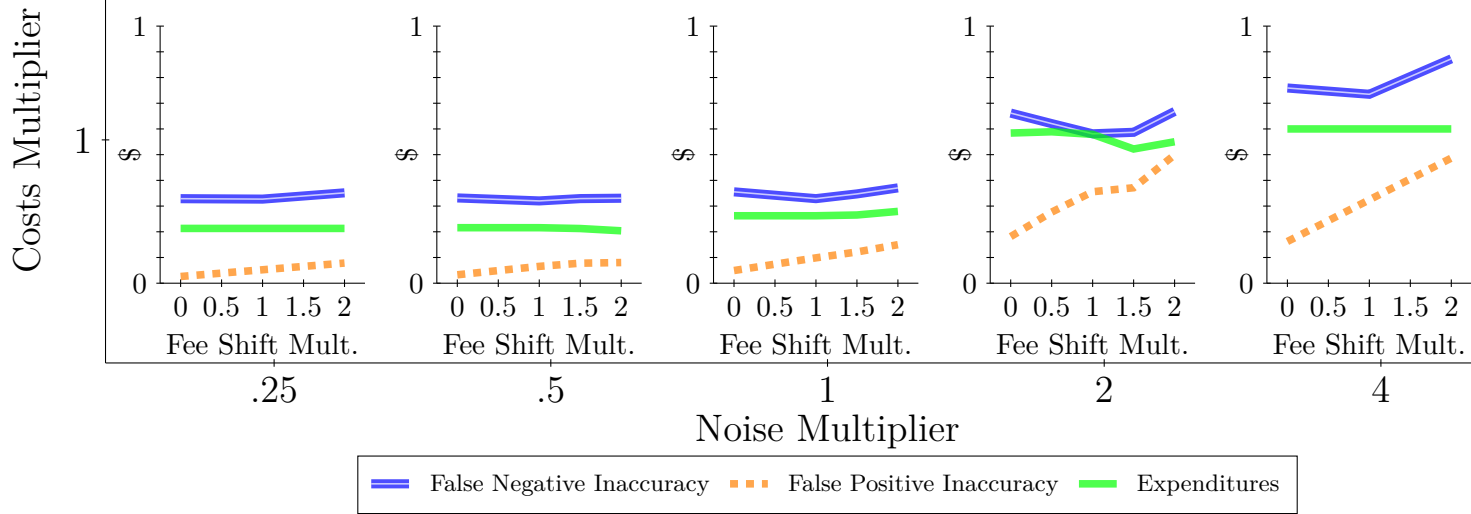 Costs Multiplier
1
1 1 1 1 1
$ $ $ $ $
0 0 0 0 0
0 0.5 1 1.5 2 0 0.5 1 1.5 2 0 0.5 1 1.5 2 0 0.5 1 1.5 2 0 0.5 1 1.5 2
Fee Shift Mult. Fee Shift Mult. Fee Shift Mult. Fee Shift Mult. Fee Shift Mult.
.25 .5 1 2 4
Noise Multiplier
False Negative Inaccuracy False Positive Inaccuracy Expenditures